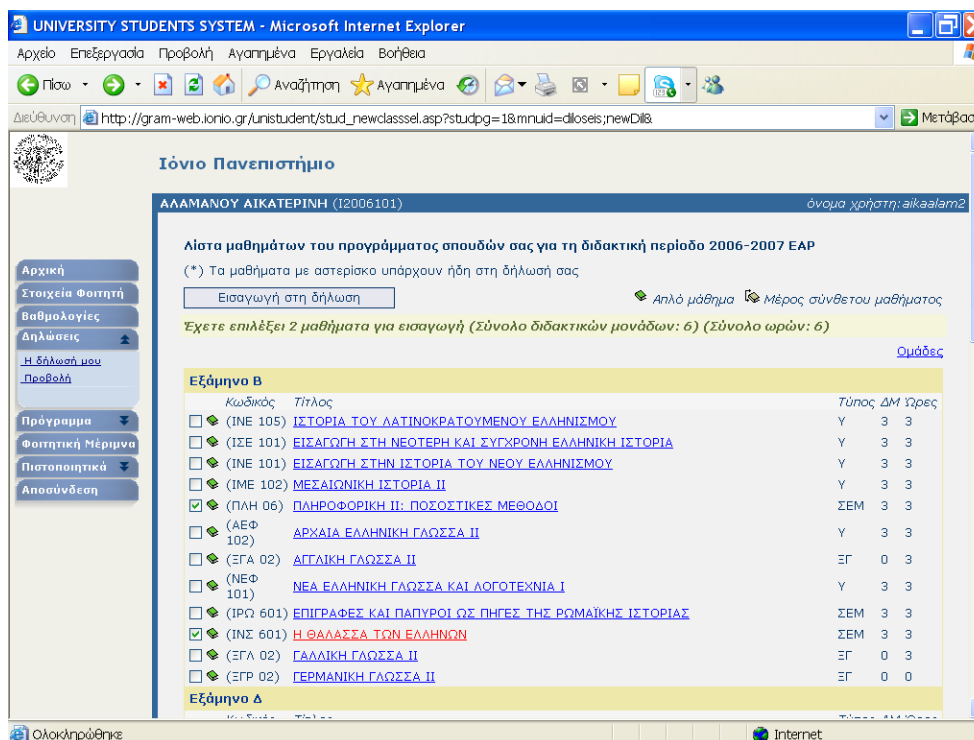 UNIVERSITY STUDENTS SYSTEM - Microsoft Internet Explorer
Αρχείο Επεξεργασία Προβολή Αγαπημένα Εργαλεία Βοήθεια
Πίσω Αναζήτηση Αγαπημένα
Διεύθυνση http://gram-web.ionio.gr/unistudent/stud_newclasssel.asp?studpg=1&mnuid=diloseis;newDil& Μετάβαση
Ιόνιο Πανεπιστήμιο
ΑΛΑΜΑΝΟΥ ΑΙΚΑΤΕΡΙΝΗ (Ι2006101) όνομα χρήστη: aikaalam2
Λίστα μαθημάτων του προγράμματος σπουδών σας για τη διδακτική περίοδο 2006-2007 ΕΑΡ
(*) Τα μαθήματα με αστερίσκο υπάρχουν ήδη στη δήλωσή σας
Εισαγωγή στη δήλωση Απλό μάθημα Μέρος σύνθετου μαθήματος
Έχετε επιλέξει 2 μαθήματα για εισαγωγή (Σύνολο διδακτικών μονάδων: 6) (Σύνολο ωρών: 6)
Ομάδες
Αρχική
Στοιχεία Φοιτητή
Βαθμολογίες
Δηλώσεις
Η δήλωσή μου
Προβολή
Πρόγραμμα
Φοιτητική Μέριμνα
Πιστοποιητικά
Αποσύνδεση
Εξάμηνο Β
Κωδικός Τίτλος Τύπος ΔΜ Ώρες
(ΙΝΕ 105) ΙΣΤΟΡΙΑ ΤΟΥ ΛΑΤΙΝΟΚΡΑΤΟΥΜΕΝΟΥ ΕΛΛΗΝΙΣΜΟΥ Υ 3 3
(ΙΣΕ 101) ΕΙΣΑΓΩΓΗ ΣΤΗ ΝΕΟΤΕΡΗ ΚΑΙ ΣΥΓΧΡΟΝΗ ΕΛΛΗΝΙΚΗ ΙΣΤΟΡΙΑ Υ 3 3
(ΙΝΕ 101) ΕΙΣΑΓΩΓΗ ΣΤΗΝ ΙΣΤΟΡΙΑ ΤΟΥ ΝΕΟΥ ΕΛΛΗΝΙΣΜΟΥ Υ 3 3
(ΙΜΕ 102) ΜΕΣΑΙΩΝΙΚΗ ΙΣΤΟΡΙΑ ΙΙ Υ 3 3
(ΠΛΗ 06) ΠΛΗΡΟΦΟΡΙΚΗ ΙΙ: ΠΟΣΟΣΤΙΚΕΣ ΜΕΘΟΔΟΙ ΣΕΜ 3 3
(ΑΕΦ 102) ΑΡΧΑΙΑ ΕΛΛΗΝΙΚΗ ΓΛΩΣΣΑ ΙΙ Υ 3 3
(ΞΓΑ 02) ΑΓΓΛΙΚΗ ΓΛΩΣΣΑ ΙΙ ΞΓ 0 3
(ΝΕΦ 101) ΝΕΑ ΕΛΛΗΝΙΚΗ ΓΛΩΣΣΑ ΚΑΙ ΛΟΓΟΤΕΧΝΙΑ Ι Υ 3 3
(ΙΡΩ 601) ΕΠΙΓΡΑΦΕΣ ΚΑΙ ΠΑΠΥΡΟΙ ΩΣ ΠΗΓΕΣ ΤΗΣ ΡΩΜΑΪΚΗΣ ΙΣΤΟΡΙΑΣ ΣΕΜ 3 3
(ΙΝΣ 601) Η ΘΑΛΑΣΣΑ ΤΩΝ ΕΛΛΗΝΩΝ ΣΕΜ 3 3
(ΞΓΛ 02) ΓΑΛΛΙΚΗ ΓΛΩΣΣΑ ΙΙ ΞΓ 0 3
(ΞΓΡ 02) ΓΕΡΜΑΝΙΚΗ ΓΛΩΣΣΑ ΙΙ ΞΓ 0 0
Εξάμηνο Δ
Κωδικός Τίτλος Τύπος ΔΜ Ώρες
Ολοκληρώθηκε Internet